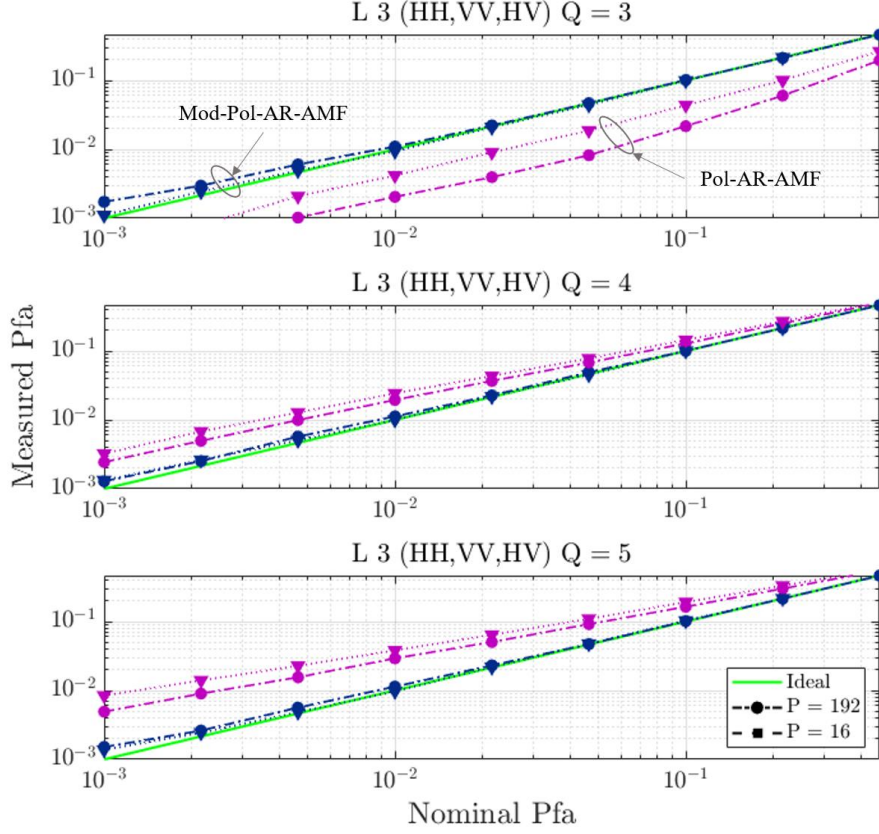 L 3 (HH,VV,HV) Q = 3
10⁻¹
Mod-Pol-AR-AMF
10⁻²
Pol-AR-AMF
10⁻³
10⁻³ 10⁻² 10⁻¹
L 3 (HH,VV,HV) Q = 4
10⁻¹
10⁻²
10⁻³
10⁻³ 10⁻² 10⁻¹
Measured Pfa
L 3 (HH,VV,HV) Q = 5
10⁻¹
10⁻²
10⁻³
Ideal
P = 192
P = 16
10⁻³ 10⁻² 10⁻¹
Nominal Pfa